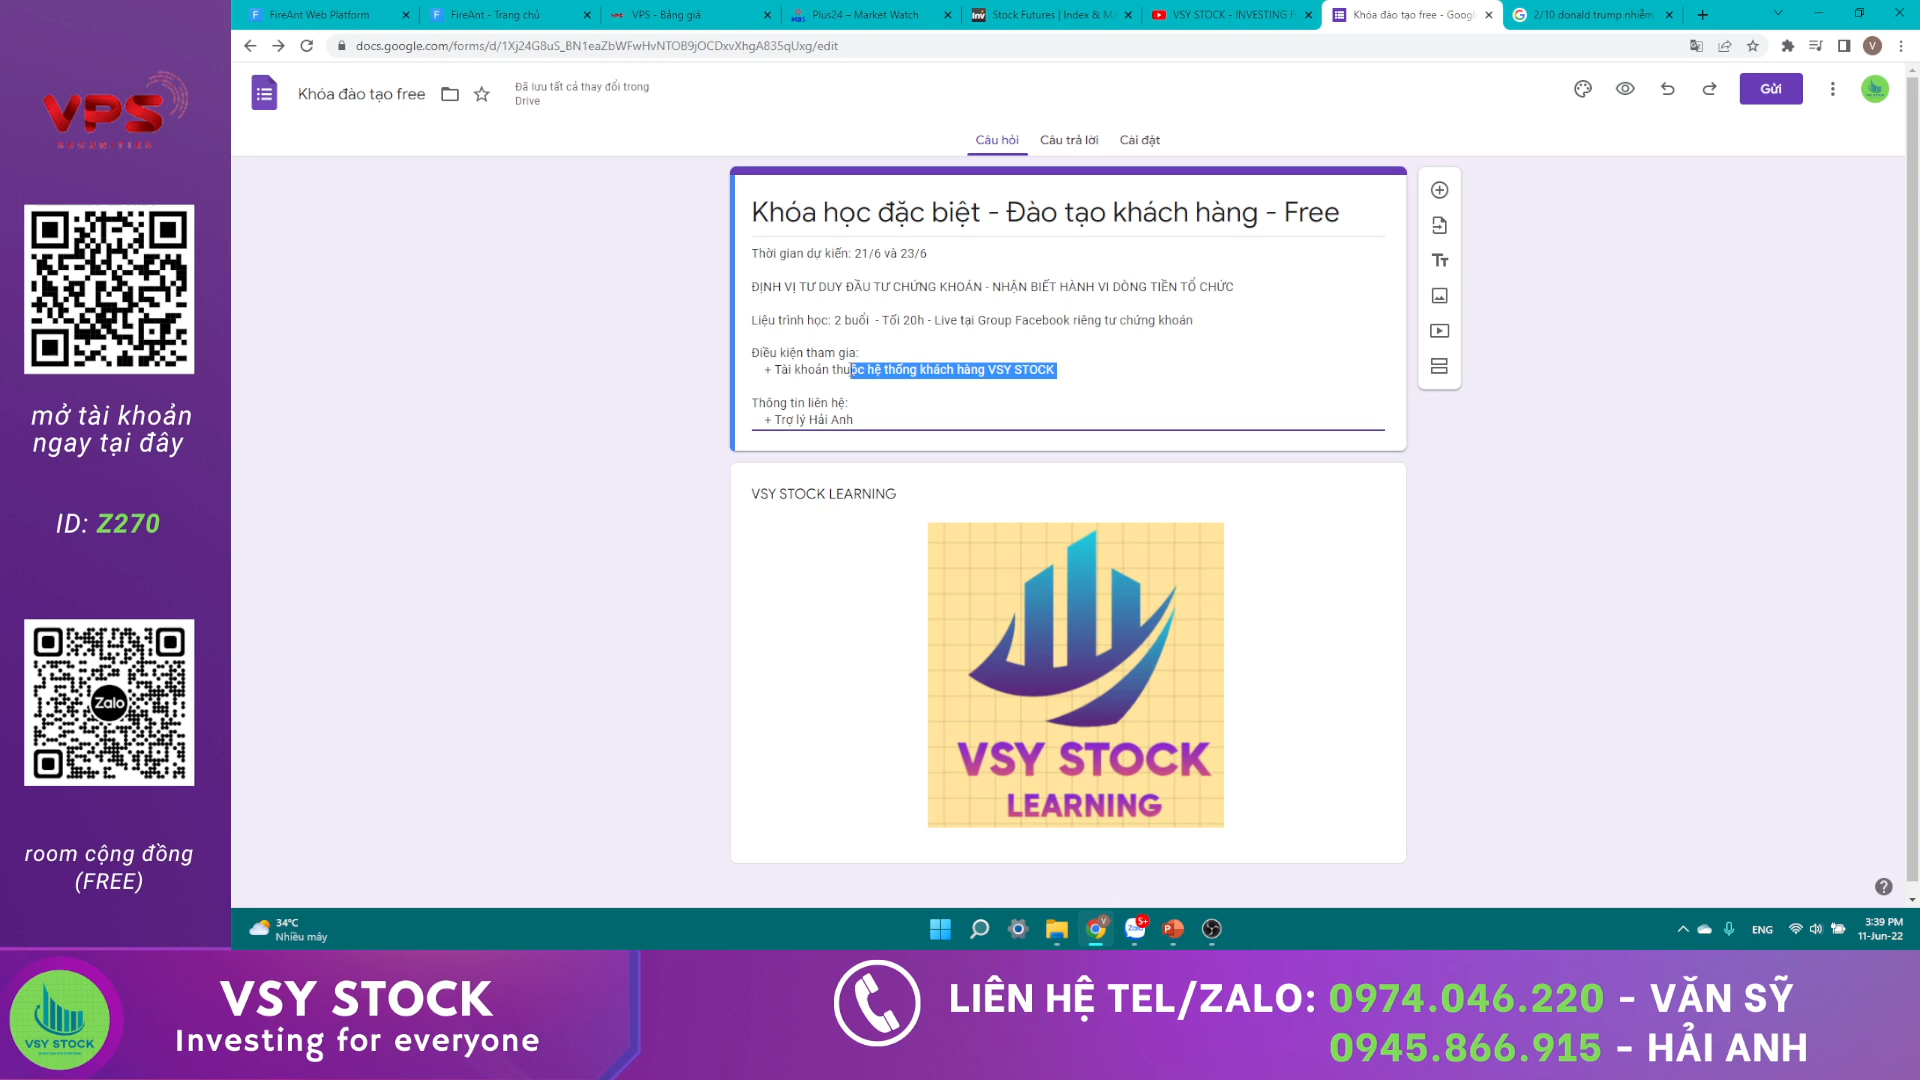 FireAnt Web Platform
FireAnt - Trang chủ
VPS - Bảng giá
Plus24 – Market Watch
Stock Futures | Index & M
VSY STOCK - INVESTING F
Khóa đào tạo free - Googl
2/10 donald trump nhiễm
docs.google.com/forms/d/1Xj24G8uS_BN1eaZbWFwHvNTOB9jOCDxvXhgA835qUxg/edit
Khóa đào tạo free
Đã lưu tất cả thay đổi trong
Drive
Gửi
Câu hỏi
Câu trả lời
Cài đặt
Khóa học đặc biệt - Đào tạo khách hàng - Free
Thời gian dự kiến: 21/6 và 23/6
ĐỊNH VỊ TƯ DUY ĐẦU TƯ CHỨNG KHOÁN - NHẬN BIẾT HÀNH VI DÒNG TIỀN TỔ CHỨC
Liệu trình học: 2 buổi - Tối 20h - Live tại Group Facebook riêng tư chứng khoán
Điều kiện tham gia:
+ Tài khoản thuộc hệ thống khách hàng VSY STOCK
Thông tin liên hệ:
+ Trợ lý Hải Anh
VSY STOCK LEARNING
VSY STOCK
LEARNING
VPS
SECURITIES
mở tài khoản
ngay tại đây
ID: Z270
Zalo
room cộng đồng
(FREE)
34°C
Nhiều mây
5+
ENG
3:39 PM
11-Jun-22
VSY STOCK
VSY STOCK
Investing for everyone
LIÊN HỆ TEL/ZALO: 0974.046.220 - VĂN SỸ
0945.866.915 - HẢI ANH